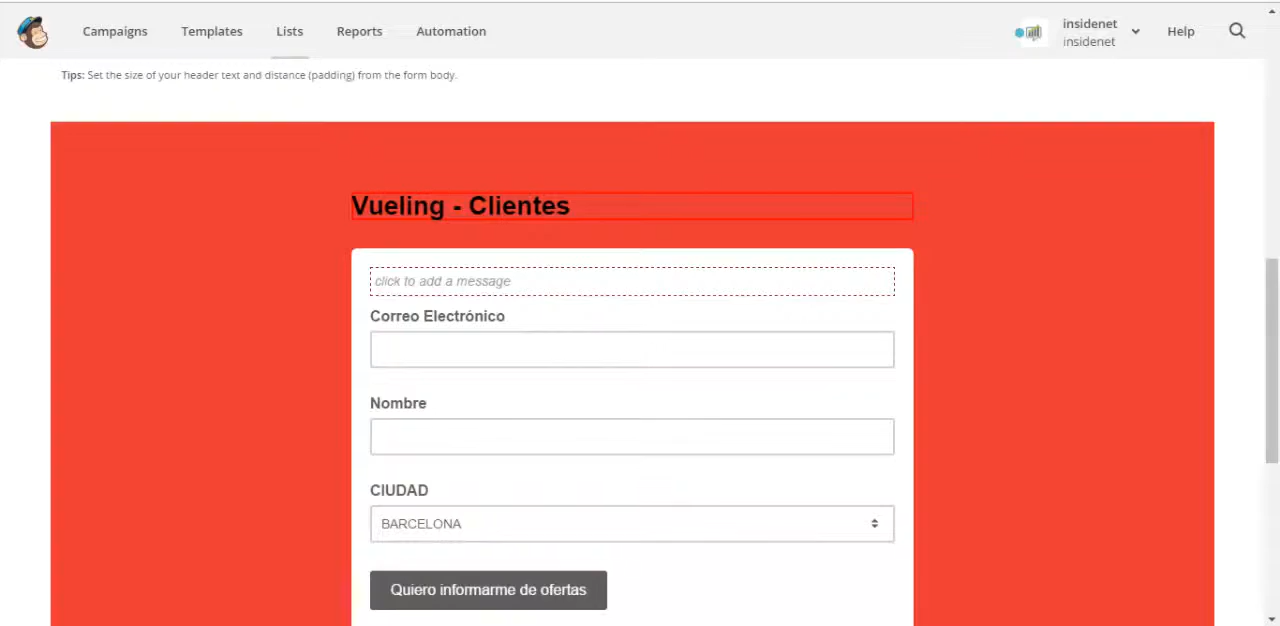 Campaigns Templates Lists Reports Automation insidenet Help
insidenet
Tips: Set the size of your header text and distance (padding) from the form body.
Vueling - Clientes
click to add a message
Correo Electrónico
Nombre
CIUDAD
BARCELONA
Quiero informarme de ofertas